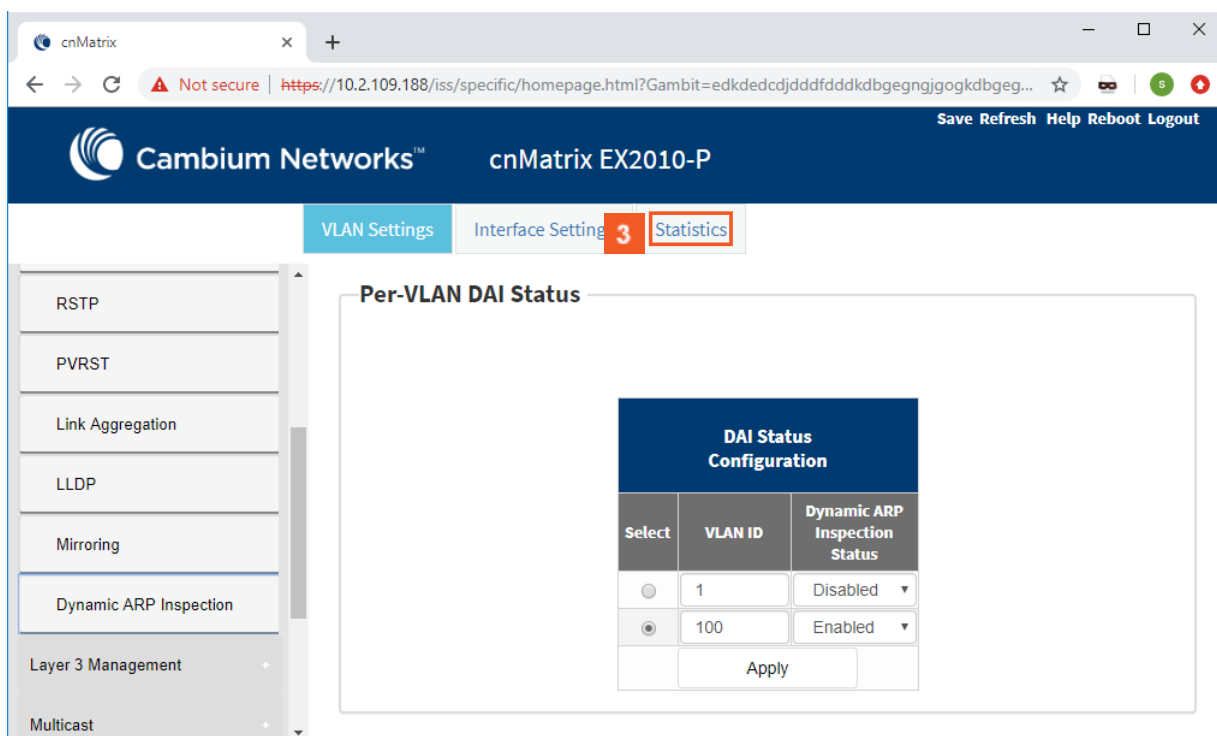 cnMatrix
Not secure | https://10.2.109.188/iss/specific/homepage.html?Gambit=edkdedcdjdddfdddkdbgegngjgogkdbgeg...
S
Save Refresh Help Reboot Logout
Cambium Networks™ cnMatrix EX2010-P
VLAN Settings Interface Setting 3 Statistics
RSTP
PVRST
Link Aggregation
LLDP
Mirroring
Dynamic ARP Inspection
Layer 3 Management +
Multicast +
Per-VLAN DAI Status
DAI Status
Configuration
Select VLAN ID Dynamic ARP Inspection Status
1 Disabled
100 Enabled
Apply